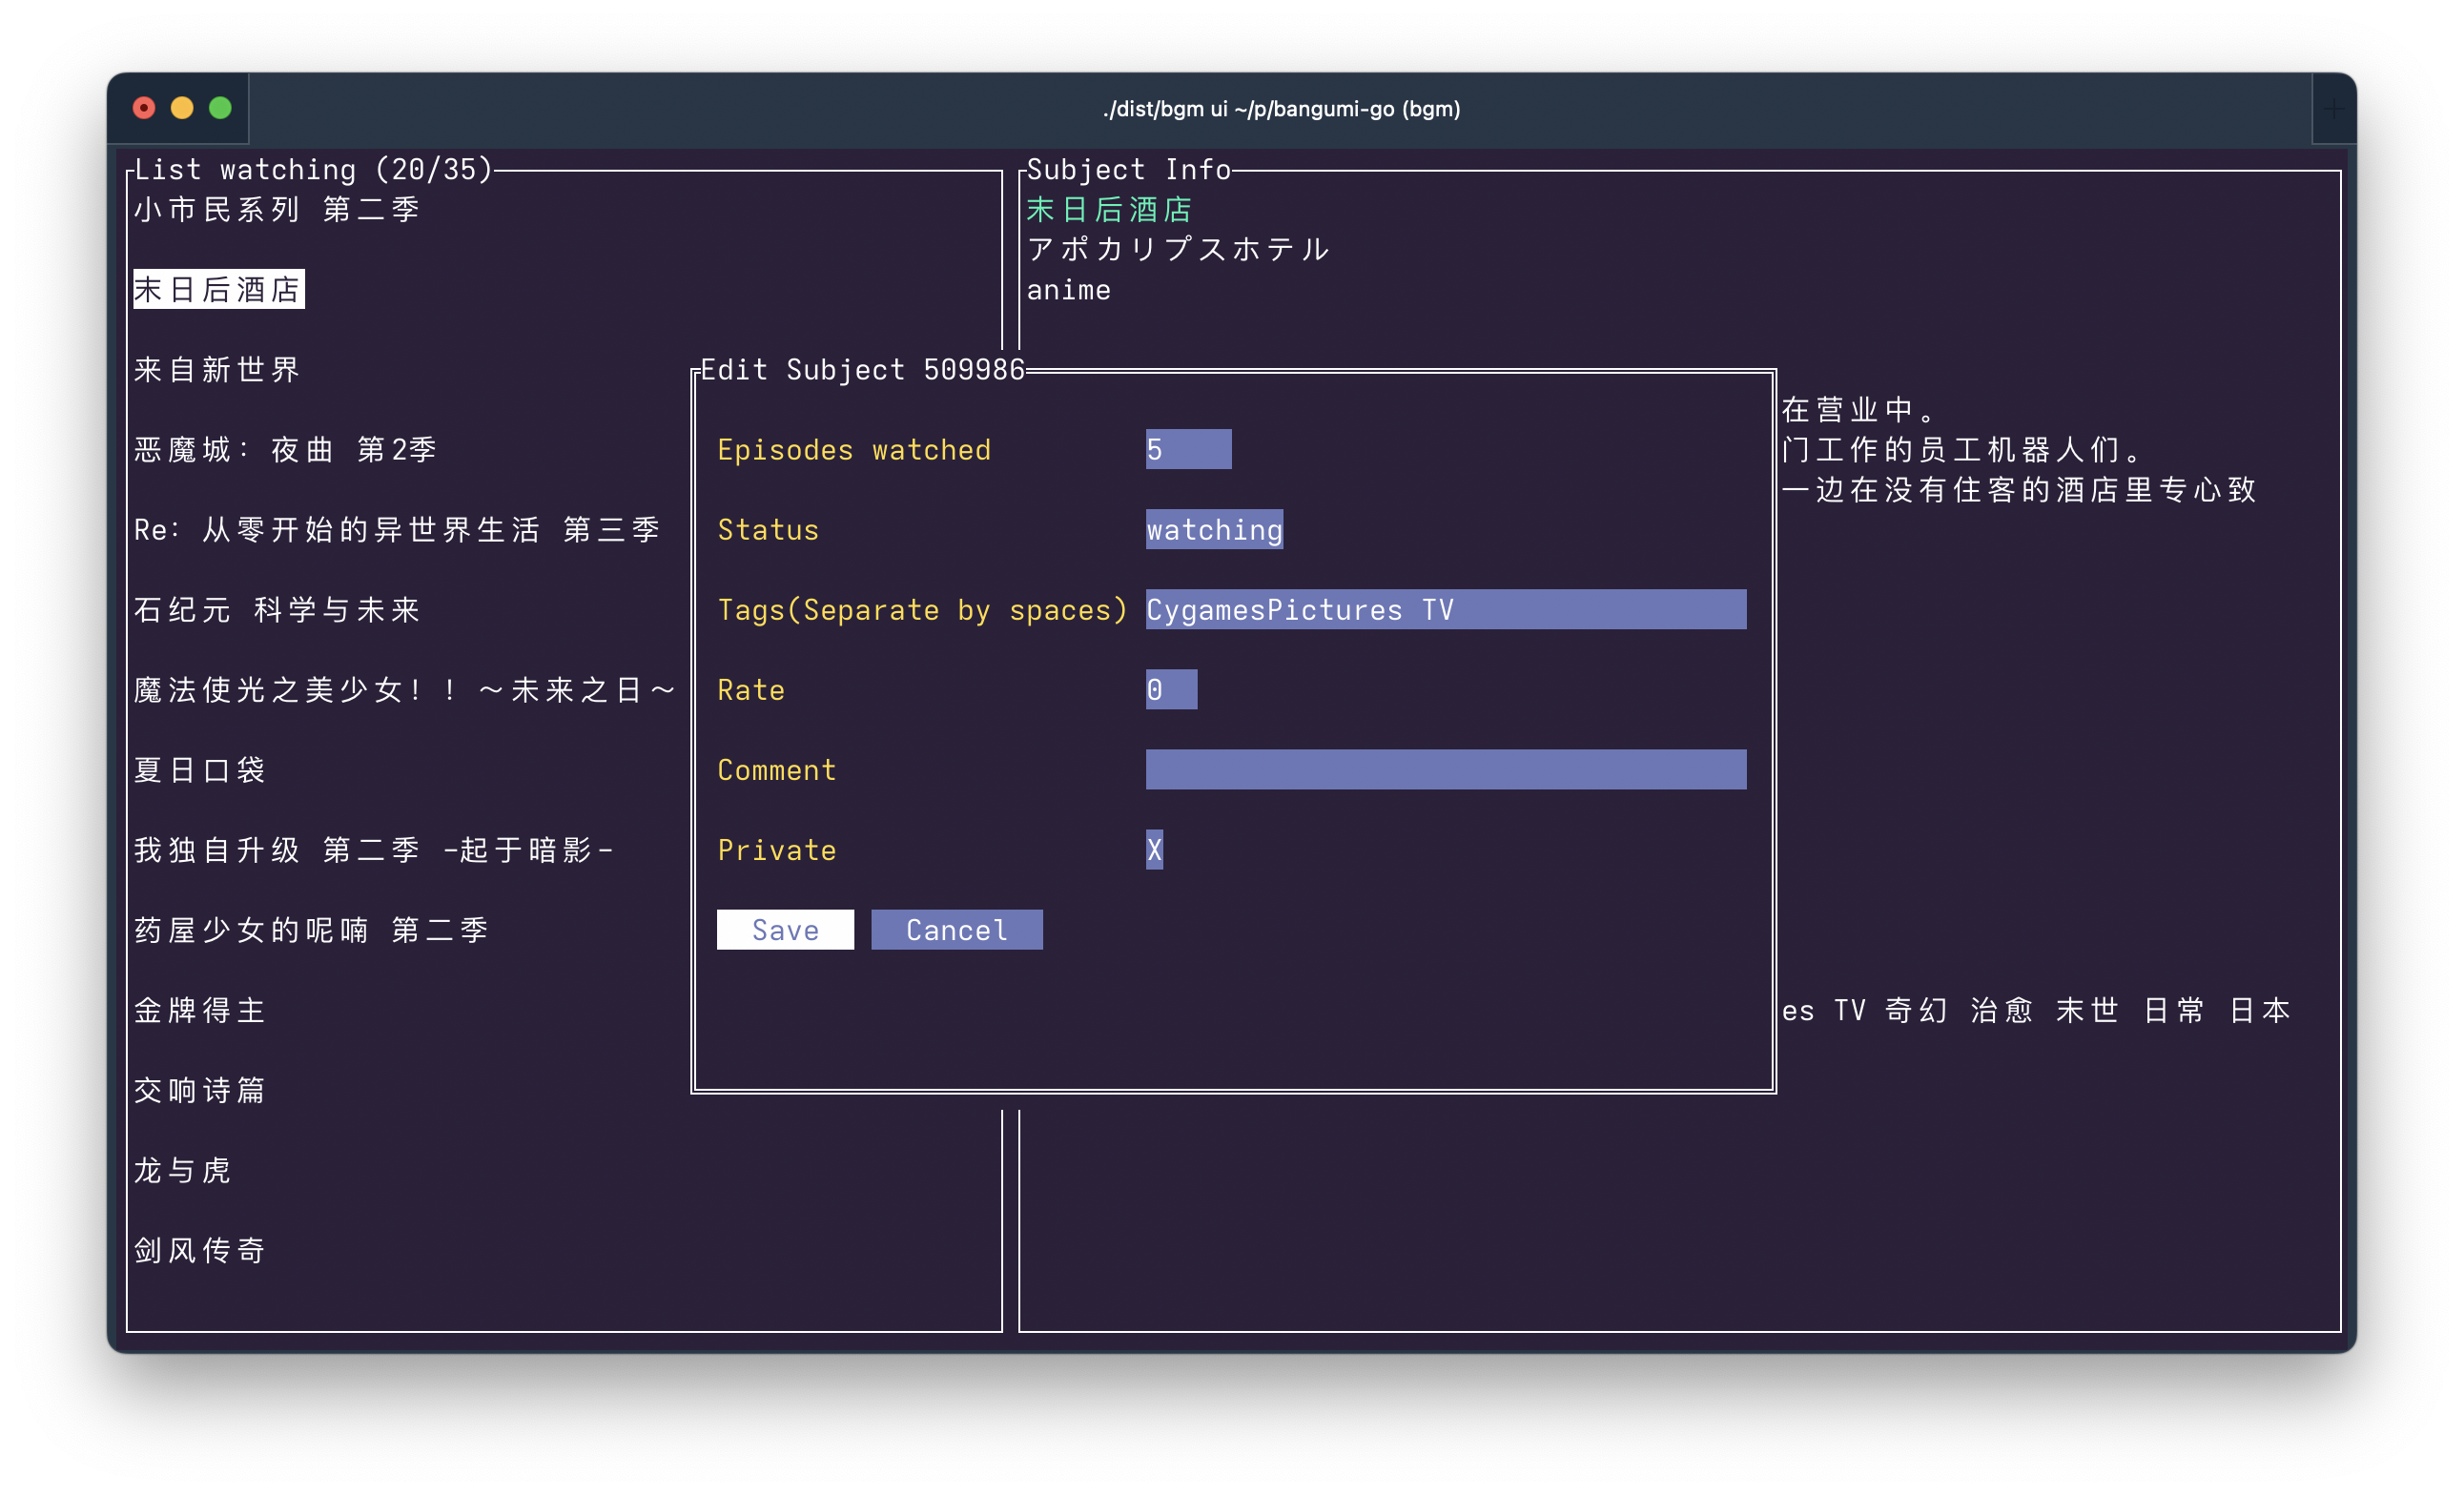 ./dist/bgm ui ~/p/bangumi-go (bgm)
List watching (20/35)
小市民系列 第二季
末日后酒店
来自新世界
恶魔城：夜曲 第2季
Re：从零开始的异世界生活 第三季
石纪元 科学与未来
魔法使光之美少女！！～未来之日～
夏日口袋
我独自升级 第二季 -起于暗影-
药屋少女的呢喃 第二季
金牌得主
交响诗篇
龙与虎
剑风传奇
Subject Info
末日后酒店
アポカリプスホテル
anime
在营业中。
门工作的员工机器人们。
一边在没有住客的酒店里专心致
es TV 奇幻 治愈 末世 日常 日本
Edit Subject 509986
Episodes watched 5
Status watching
Tags(Separate by spaces) CygamesPictures TV
Rate 0
Comment
Private X
Save Cancel